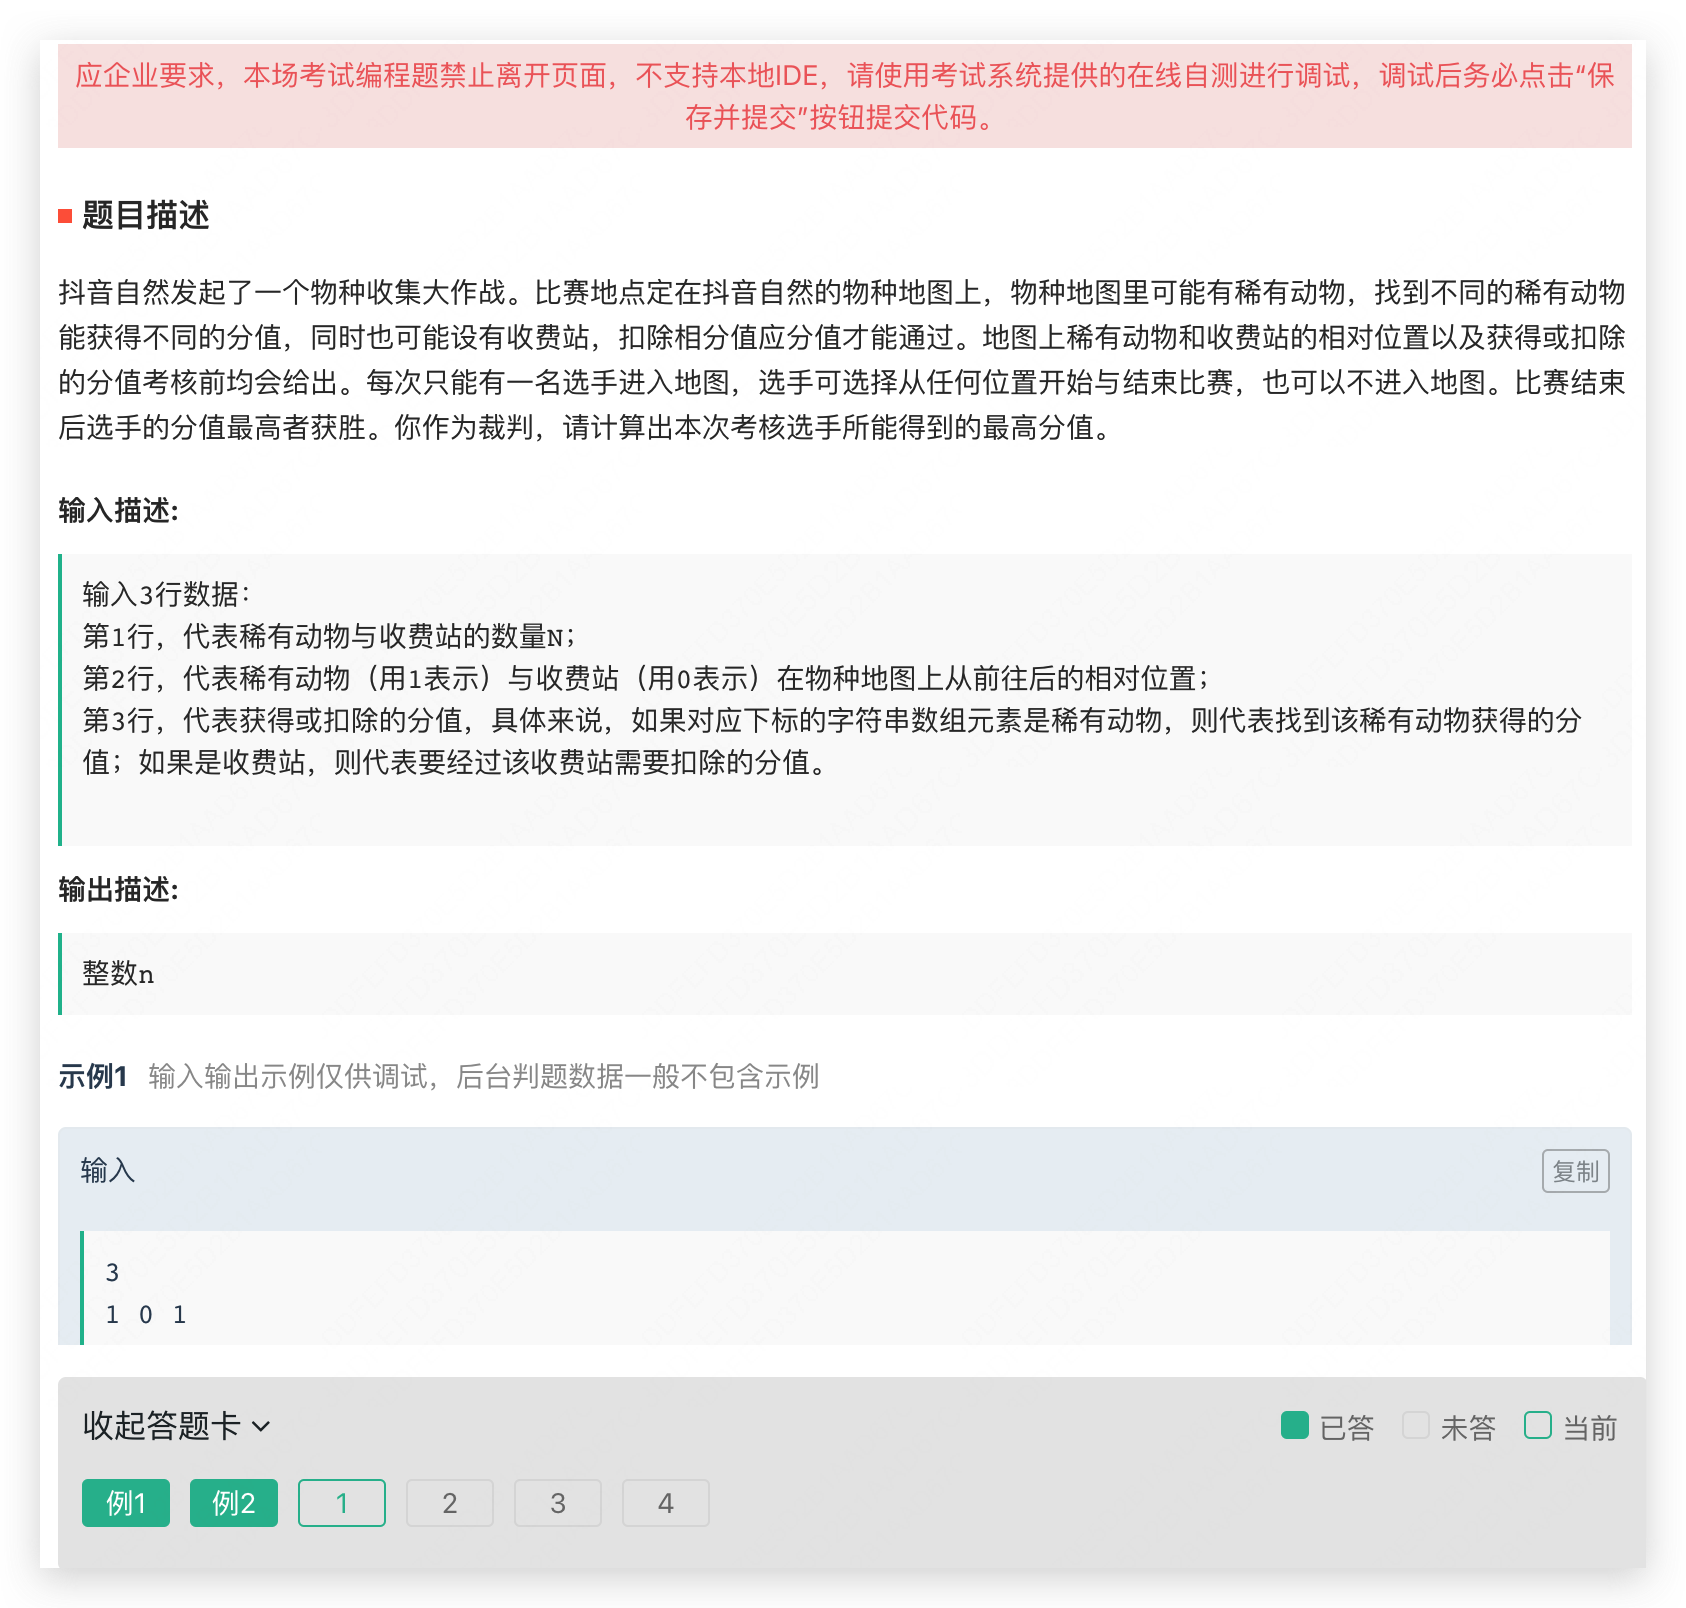 应企业要求，本场考试编程题禁止离开页面，不支持本地IDE，请使用考试系统提供的在线自测进行调试，调试后务必点击“保
存并提交”按钮提交代码。
题目描述
抖音自然发起了一个物种收集大作战。比赛地点定在抖音自然的物种地图上，物种地图里可能有稀有动物，找到不同的稀有动物
能获得不同的分值，同时也可能设有收费站，扣除相分值应分值才能通过。地图上稀有动物和收费站的相对位置以及获得或扣除
的分值考核前均会给出。每次只能有一名选手进入地图，选手可选择从任何位置开始与结束比赛，也可以不进入地图。比赛结束
后选手的分值最高者获胜。你作为裁判，请计算出本次考核选手所能得到的最高分值。
输入描述:
输入3行数据：
第1行，代表稀有动物与收费站的数量N；
第2行，代表稀有动物（用1表示）与收费站（用0表示）在物种地图上从前往后的相对位置；
第3行，代表获得或扣除的分值，具体来说，如果对应下标的字符串数组元素是稀有动物，则代表找到该稀有动物获得的分
值；如果是收费站，则代表要经过该收费站需要扣除的分值。
输出描述:
整数n
示例1 输入输出示例仅供调试，后台判题数据一般不包含示例
输入 复制
3
1 0 1
收起答题卡 已答 未答 当前
例1 例2 1 2 3 4